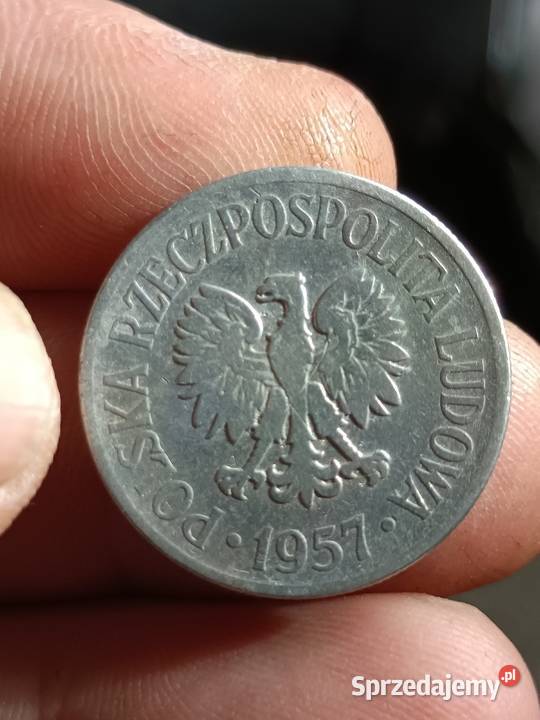 POLSKA RZECZPOSPOLITA LUDOWA
· 1957 ·
Sprzedajemy.pl